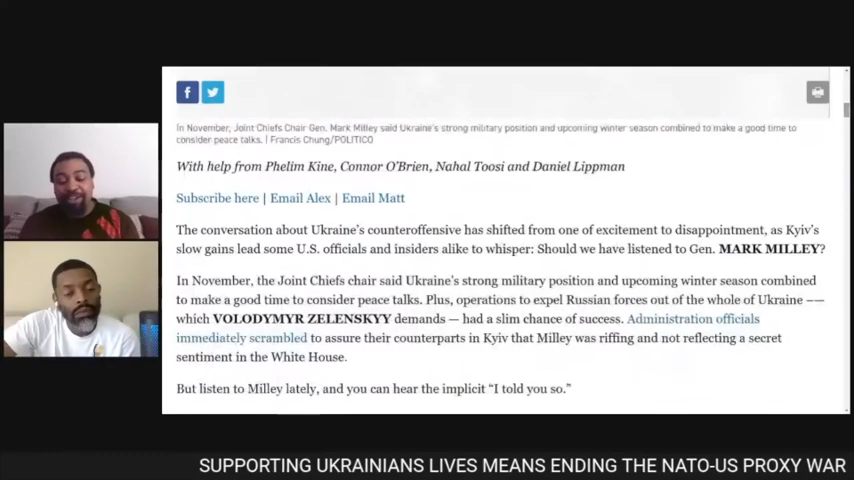 In November, Joint Chiefs Chair Gen. Mark Milley said Ukraine's strong military position and upcoming winter season combined to make a good time to
consider peace talks. | Francis Chung/POLITICO
With help from Phelim Kine, Connor O'Brien, Nahal Toosi and Daniel Lippman
Subscribe here | Email Alex | Email Matt
The conversation about Ukraine's counteroffensive has shifted from one of excitement to disappointment, as Kyiv's
slow gains lead some U.S. officials and insiders alike to whisper: Should we have listened to Gen. MARK MILLEY?
In November, the Joint Chiefs chair said Ukraine's strong military position and upcoming winter season combined
to make a good time to consider peace talks. Plus, operations to expel Russian forces out of the whole of Ukraine —–
which VOLODYMYR ZELENSKYY demands — had a slim chance of success. Administration officials
immediately scrambled to assure their counterparts in Kyiv that Milley was riffing and not reflecting a secret
sentiment in the White House.
But listen to Milley lately, and you can hear the implicit “I told you so.”
SUPPORTING UKRAINIANS LIVES MEANS ENDING THE NATO-US PROXY WAR